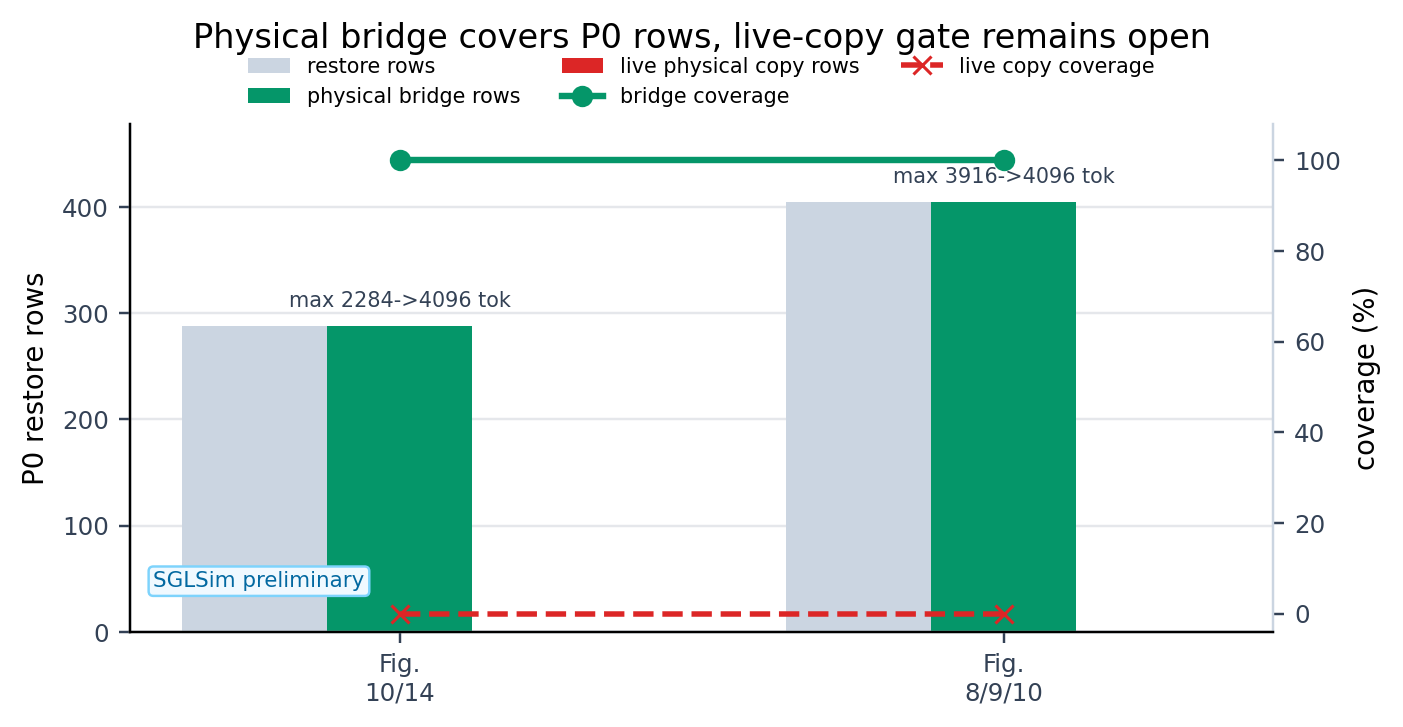 Physical bridge covers P0 rows, live-copy gate remains open
restore rows
physical bridge rows
live physical copy rows
bridge coverage
live copy coverage
P0 restore rows
400
300
200
100
0
max 2284->4096 tok
max 3916->4096 tok
SGLSim preliminary
100
80
60
40
20
0
coverage (%)
Fig.
10/14
Fig.
8/9/10